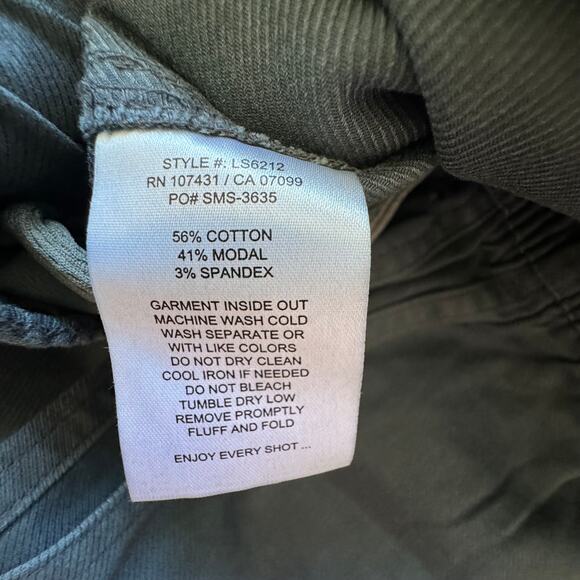 STYLE #: LS6212
RN 107431 / CA 07099
PO# SMS-3635
56% COTTON
41% MODAL
3% SPANDEX
GARMENT INSIDE OUT
MACHINE WASH COLD
WASH SEPARATE OR
WITH LIKE COLORS
DO NOT DRY CLEAN
COOL IRON IF NEEDED
DO NOT BLEACH
TUMBLE DRY LOW
REMOVE PROMPTLY
FLUFF AND FOLD
ENJOY EVERY SHOT ...